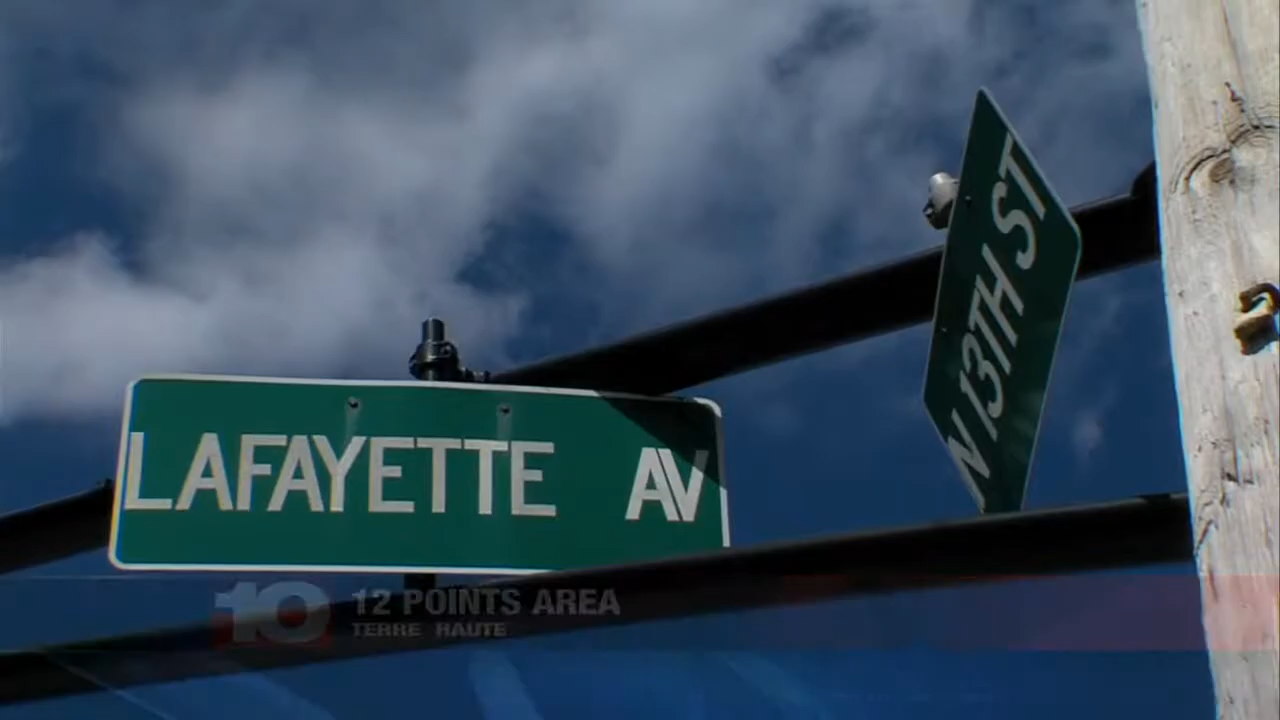 LAFAYETTE AV
N 13TH ST
10
12 POINTS AREA
TERRE HAUTE